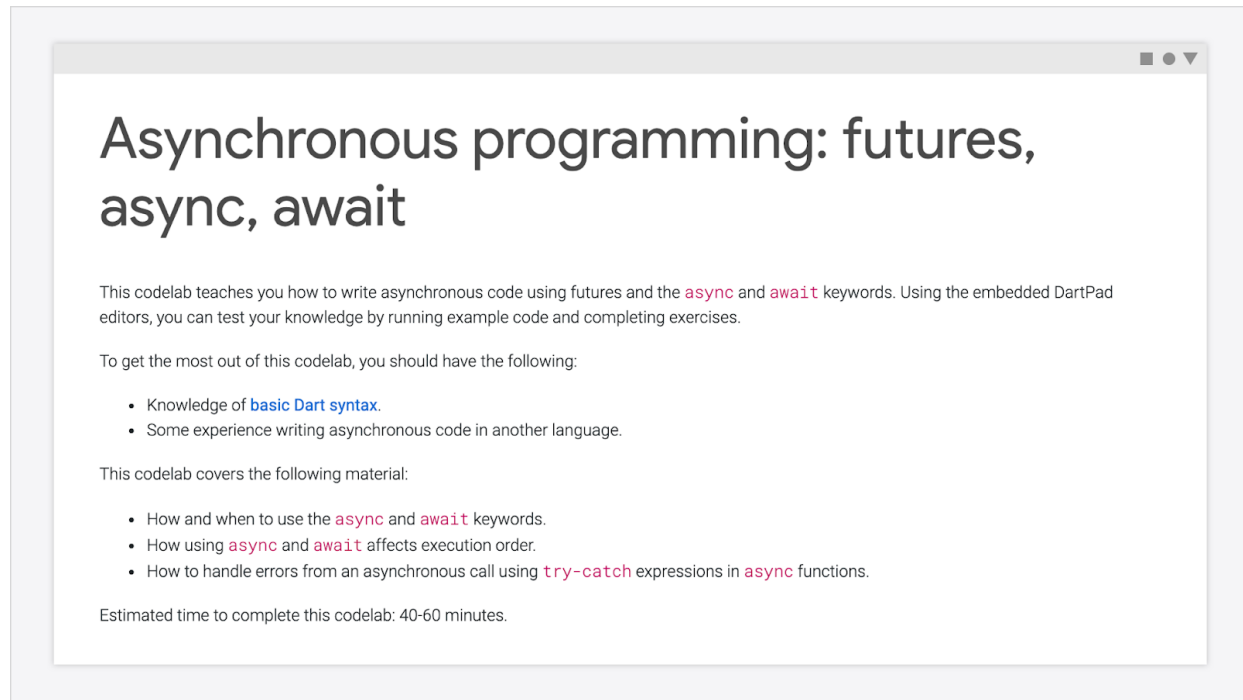 Asynchronous programming: futures,
async, await
This codelab teaches you how to write asynchronous code using futures and the async and await keywords. Using the embedded DartPad
editors, you can test your knowledge by running example code and completing exercises.
To get the most out of this codelab, you should have the following:
• Knowledge of basic Dart syntax.
• Some experience writing asynchronous code in another language.
This codelab covers the following material:
• How and when to use the async and await keywords.
• How using async and await affects execution order.
• How to handle errors from an asynchronous call using try-catch expressions in async functions.
Estimated time to complete this codelab: 40-60 minutes.